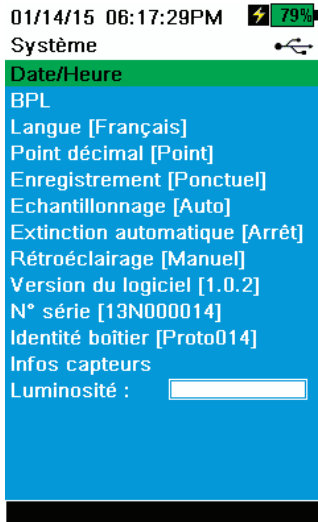 01/14/15 06:17:29PM 79%
Système
Date/Heure
BPL
Langue [Français]
Point décimal [Point]
Enregistrement [Ponctuel]
Echantillonnage [Auto]
Extinction automatique [Arrêt]
Rétroéclairage [Manuel]
Version du logiciel [1.0.2]
N° série [13N000014]
Identité boîtier [Proto014]
Infos capteurs
Luminosité :